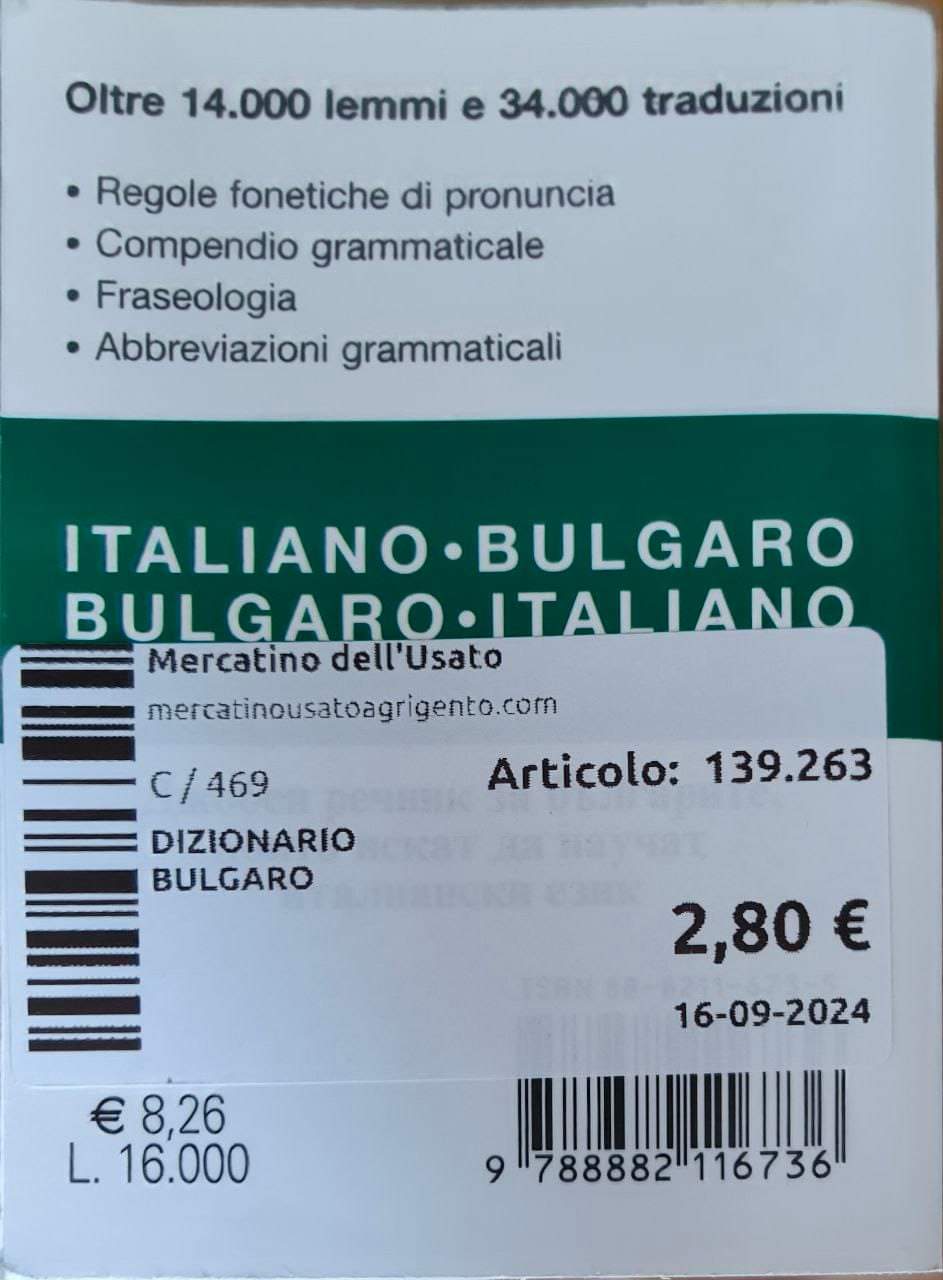 Oltre 14.000 lemmi e 34.000 traduzioni
• Regole fonetiche di pronuncia
• Compendio grammaticale
• Fraseologia
• Abbreviazioni grammaticali
ITALIANO•BULGARO
BULGARO•ITALIANO
Mercatino dell'Usato
mercatinousatoagrigento.com
C / 469
Articolo: 139.263
DIZIONARIO
BULGARO
2,80 €
16-09-2024
€ 8,26
L. 16.000
9 788882 116736